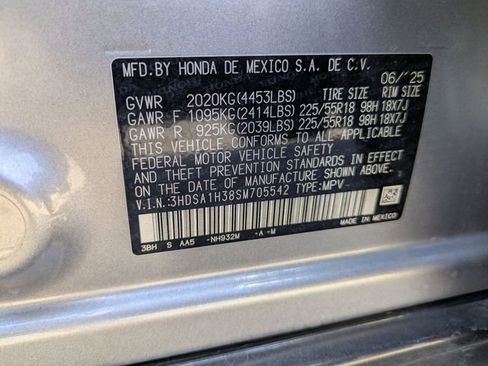 MFD. BY HONDA DE MEXICO S.A. DE C.V.
06/'25
TIRE SIZE RIM SIZE
GVWR 2020KG(4453LBS)
GAWR F 1095KG(2414LBS) 225/55R18 98H 18X7J
GAWR R 925KG(2039LBS) 225/55R18 98H 18X7J
THIS VEHICLE CONFORMS TO ALL APPLICABLE
FEDERAL MOTOR VEHICLE SAFETY
AND THEFT PREVENTION STANDARDS IN EFFECT
ON THE DATE OF MANUFACTURE SHOWN ABOVE.
V.I.N.:3HDSA1H38SM705542 TYPE:MPV
MADE IN MEXICO
3BH S AA5 -NH932M -A -M